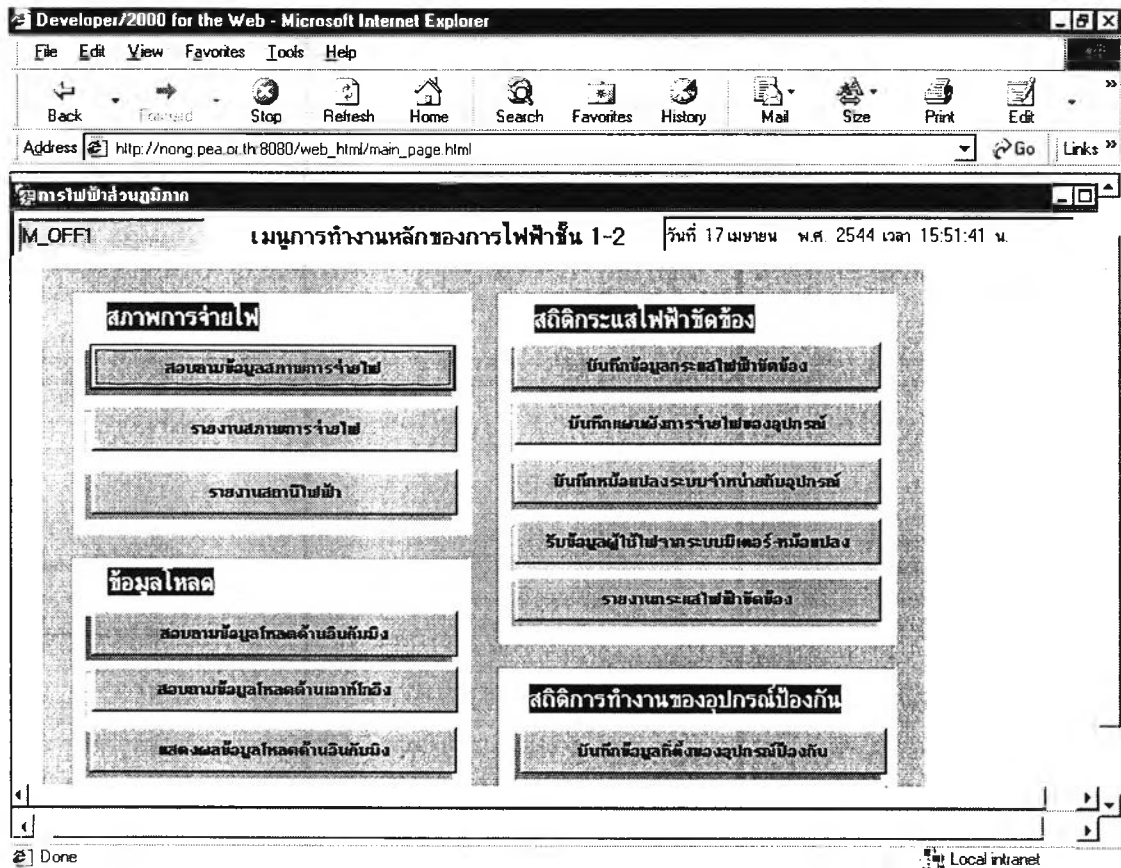 Developer/2000 for the Web - Microsoft Internet Explorer
File Edit View Favorites Tools Help
Back Forward Stop Refresh Home Search Favorites History Mail Size Print Edit
Address http://nong.pea.or.th:8080/web_html/main_page.html Go Links
การไฟฟ้าส่วนภูมิภาค
M_OFF1 เมนูการทำงานหลักของการไฟฟ้าชั้น 1-2 วันที่ 17 เมษายน พ.ศ. 2544 เวลา 15:51:41 น.
สภาพการจ่ายไฟ
สอบถามข้อมูลสภาพการจ่ายไฟ
รายงานสภาพการจ่ายไฟ
รายงานสถานีไฟฟ้า
ข้อมูลโหลด
สอบถามข้อมูลโหลดด้านอินคัมมิง
สอบถามข้อมูลโหลดด้านเอาท์โกอิง
แสดงผลข้อมูลโหลดด้านอินคัมมิง
สถิติกระแสไฟฟ้าขัดข้อง
บันทึกข้อมูลกระแสไฟฟ้าขัดข้อง
บันทึกแผนผังการจ่ายไฟของอุปกรณ์
บันทึกหม้อแปลงระบบจำหน่ายกับอุปกรณ์
รับข้อมูลผู้ใช้ไฟจากระบบมิเตอร์-หม้อแปลง
รายงานกระแสไฟฟ้าขัดข้อง
สถิติการทำงานของอุปกรณ์ป้องกัน
บันทึกข้อมูลที่ตั้งของอุปกรณ์ป้องกัน
Done Local intranet